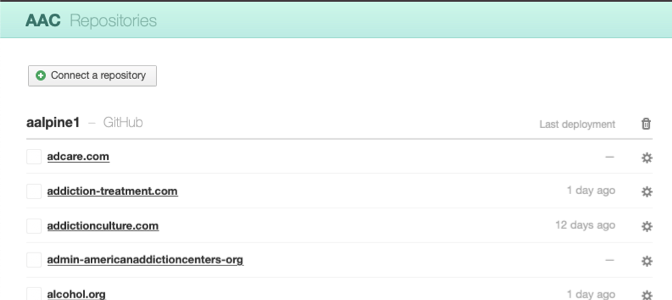 AAC Repositories
Connect a repository
aalpine1 – GitHub Last deployment
adcare.com —
addiction-treatment.com 1 day ago
addictionculture.com 12 days ago
admin-americanaddictioncenters-org —
alcohol.org 1 day ago